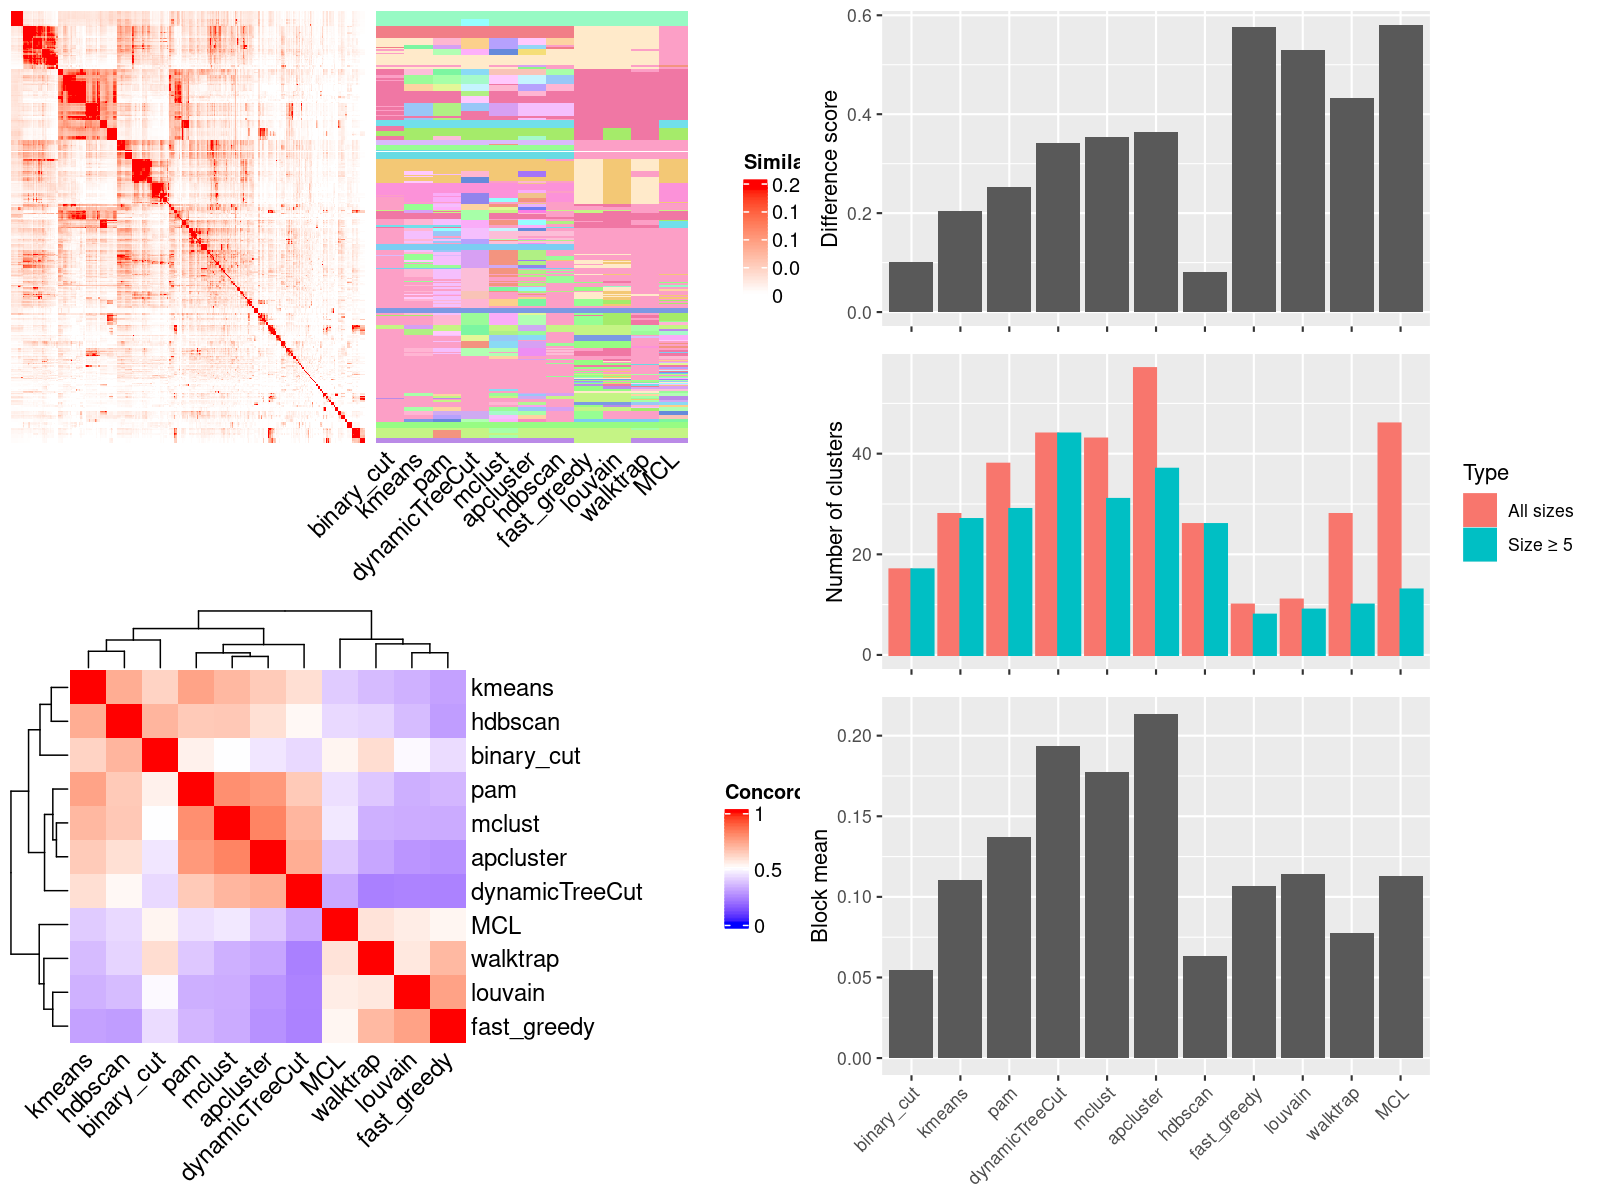 Simila
0.2
0.1
0.1
0.0
0
binary_cut
kmeans
pam
dynamicTreeCut
mclust
apcluster
hdbscan
fast_greedy
louvain
walktrap
MCL
kmeans
hdbscan
binary_cut
pam
mclust
apcluster
dynamicTreeCut
MCL
walktrap
louvain
fast_greedy
kmeans
hdbscan
binary_cut
pam
mclust
apcluster
dynamicTreeCut
MCL
walktrap
louvain
fast_greedy
Concord
1
0.5
0
Difference score
0.6
0.4
0.2
0.0
Number of clusters
40
20
0
Type
All sizes
Size ≥ 5
Block mean
0.20
0.15
0.10
0.05
0.00
binary_cut
kmeans
pam
dynamicTreeCut
mclust
apcluster
hdbscan
fast_greedy
louvain
walktrap
MCL